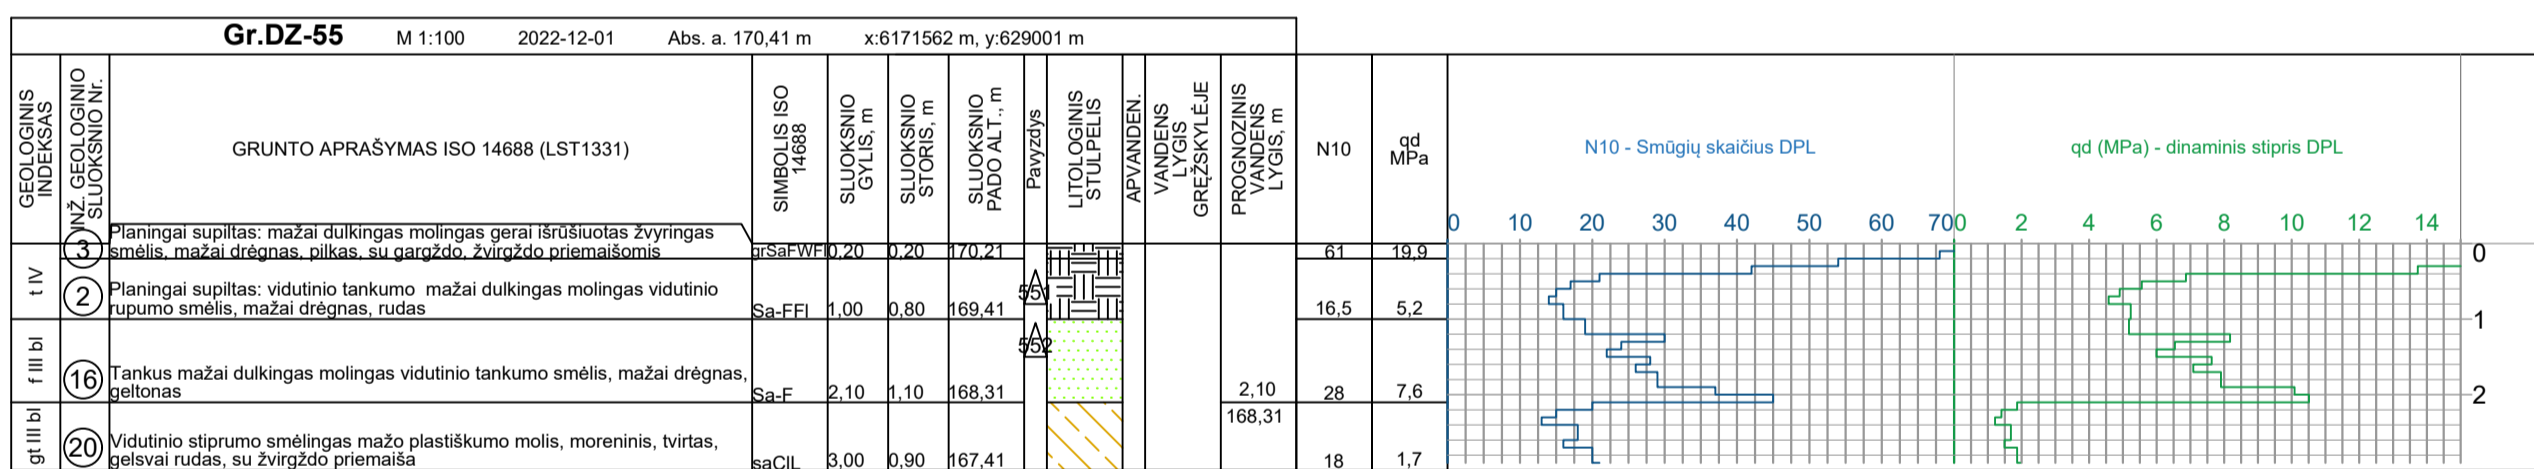 Gr.DZ-55 M 1:100 2022-12-01 Abs. a. 170,41 m x:6171562 m, y:629001 m
GEOLOGINIS
INDEKSAS
INŽ. GEOLOGINIO
SLUOKSNIO Nr.
GRUNTO APRAŠYMAS ISO 14688 (LST1331)
SIMBOLIS ISO
14688
SLUOKSNIO
GYLIS, m
SLUOKSNIO
STORIS, m
SLUOKSNIO
PADO ALT., m
Pavyzdys
LITOLOGINIS
STULPELIS
APVANDEN.
VANDENS
LYGIS
GRĘŽSKYLĖJE
PROGNOZINIS
VANDENS
LYGIS, m
N10
qd
MPa
N10 - Smūgių skaičius DPL
qd (MPa) - dinaminis stipris DPL
0 10 20 30 40 50 60 70
0 2 4 6 8 10 12 14
t IV
3
Planingai supiltas: mažai dulkingas molingas gerai išrūšiuotas žvyringas
smėlis, mažai drėgnas, pilkas, su gargždo, žvirgždo priemaišomis
grSaFWFl 0,20 0,20 170,21 61 19,9
0
2
Planingai supiltas: vidutinio tankumo mažai dulkingas molingas vidutinio
rupumo smėlis, mažai drėgnas, rudas
Sa-FFl 1,00 0,80 169,41 551 16,5 5,2
1
f III bl
16
552
Tankus mažai dulkingas molingas vidutinio tankumo smėlis, mažai drėgnas,
geltonas
Sa-F 2,10 1,10 168,31 2,10 28 7,6
2
168,31
gt III bl
20
Vidutinio stiprumo smėlingas mažo plastiškumo molis, moreninis, tvirtas,
gelsvai rudas, su žvirgždo priemaiša
saClL 3,00 0,90 167,41 18 1,7